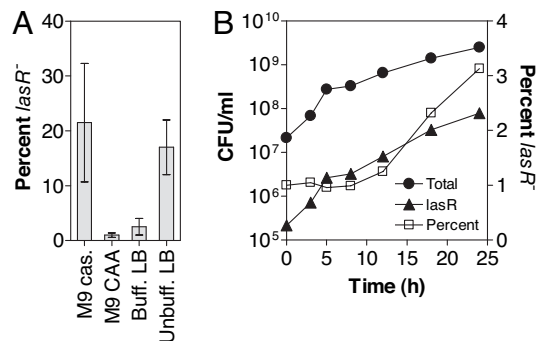 A
B
Percent lasR⁻
40
30
20
10
0
M9 cas.
M9 CAA
Buff. LB
Unbuff. LB
CFU/ml
10¹⁰
10⁹
10⁸
10⁷
10⁶
10⁵
Total
lasR
Percent
4
3
2
1
0
Percent lasR⁻
0 5 10 15 20 25
Time (h)